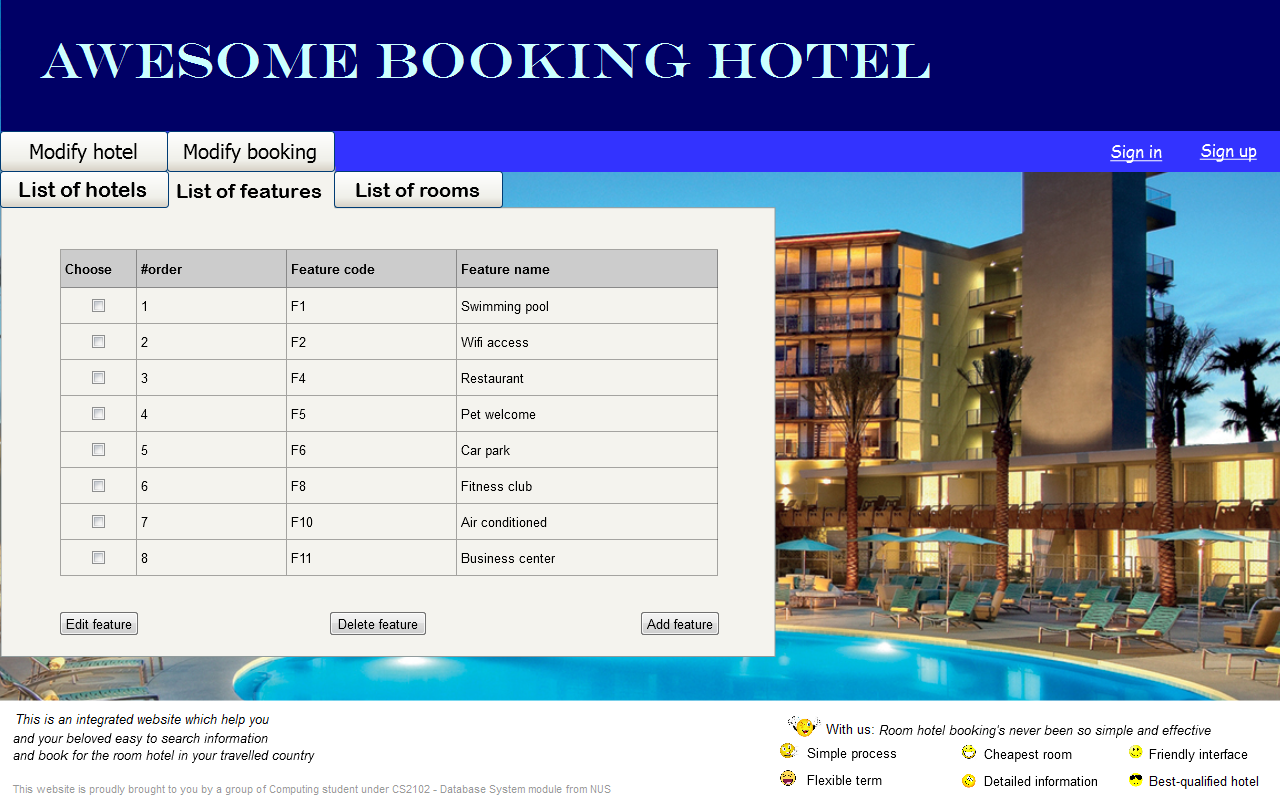 AWESOME BOOKING HOTEL
Modify hotel Modify booking Sign in Sign up
List of hotels List of features List of rooms
Choose #order Feature code Feature name
1 F1 Swimming pool
2 F2 Wifi access
3 F4 Restaurant
4 F5 Pet welcome
5 F6 Car park
6 F8 Fitness club
7 F10 Air conditioned
8 F11 Business center
Edit feature Delete feature Add feature
This is an integrated website which help you
and your beloved easy to search information
and book for the room hotel in your travelled country
With us: Room hotel booking's never been so simple and effective
Simple process Cheapest room Friendly interface
Flexible term Detailed information Best-qualified hotel
This website is proudly brought to you by a group of Computing student under CS2102 - Database System module from NUS